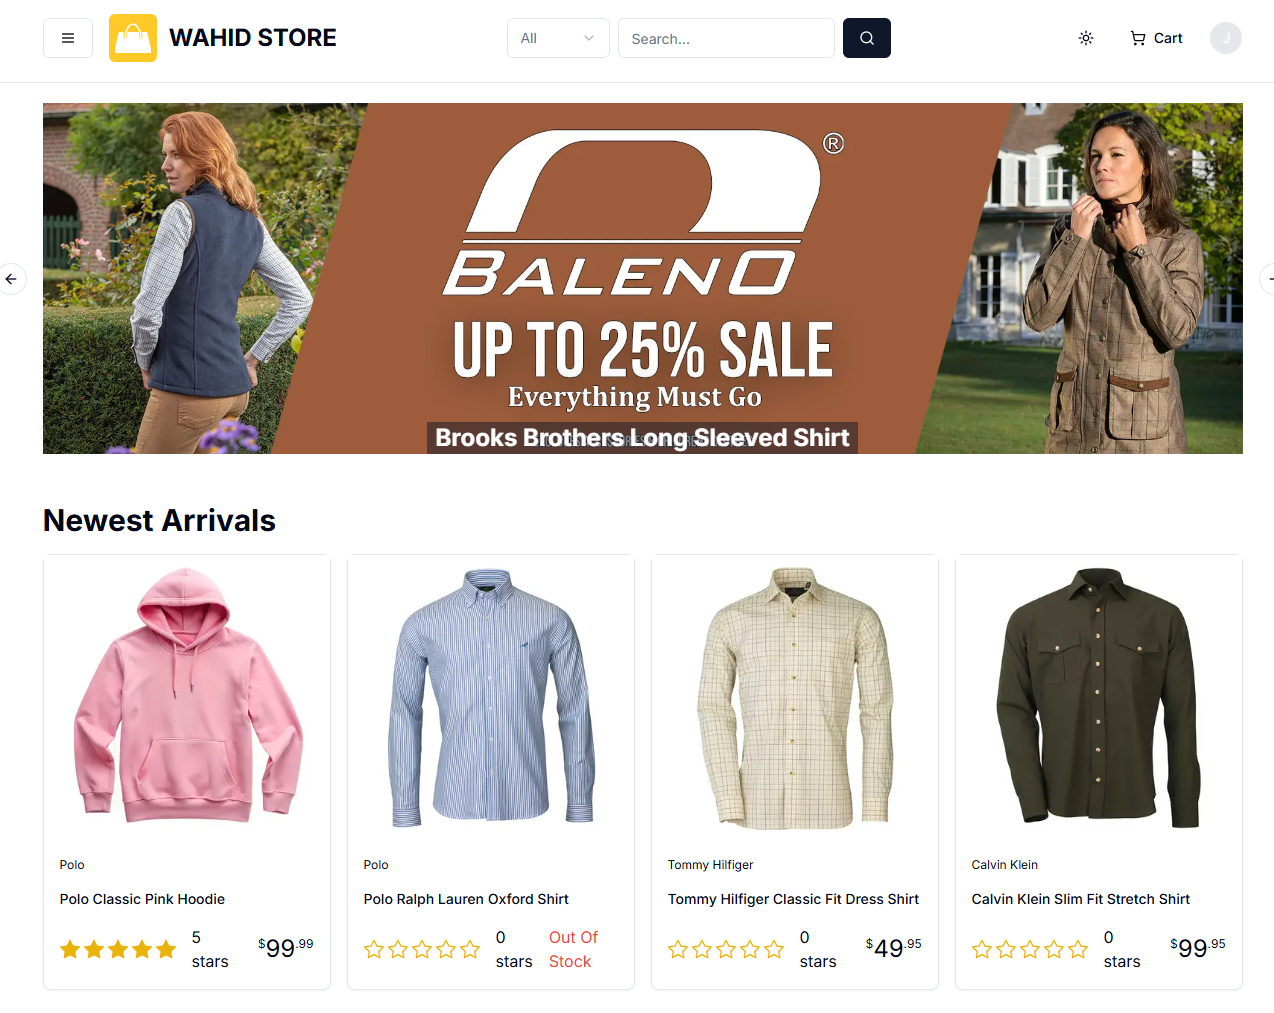 WAHID STORE
All
Search...
Cart
J
®
BALENO
UP TO 25% SALE
Everything Must Go
Brooks Brothers Long Sleeved Shirt
Newest Arrivals
Polo
Polo Classic Pink Hoodie
5 stars
$99.99
Polo
Polo Ralph Lauren Oxford Shirt
0 stars
Out Of Stock
Tommy Hilfiger
Tommy Hilfiger Classic Fit Dress Shirt
0 stars
$49.95
Calvin Klein
Calvin Klein Slim Fit Stretch Shirt
0 stars
$99.95